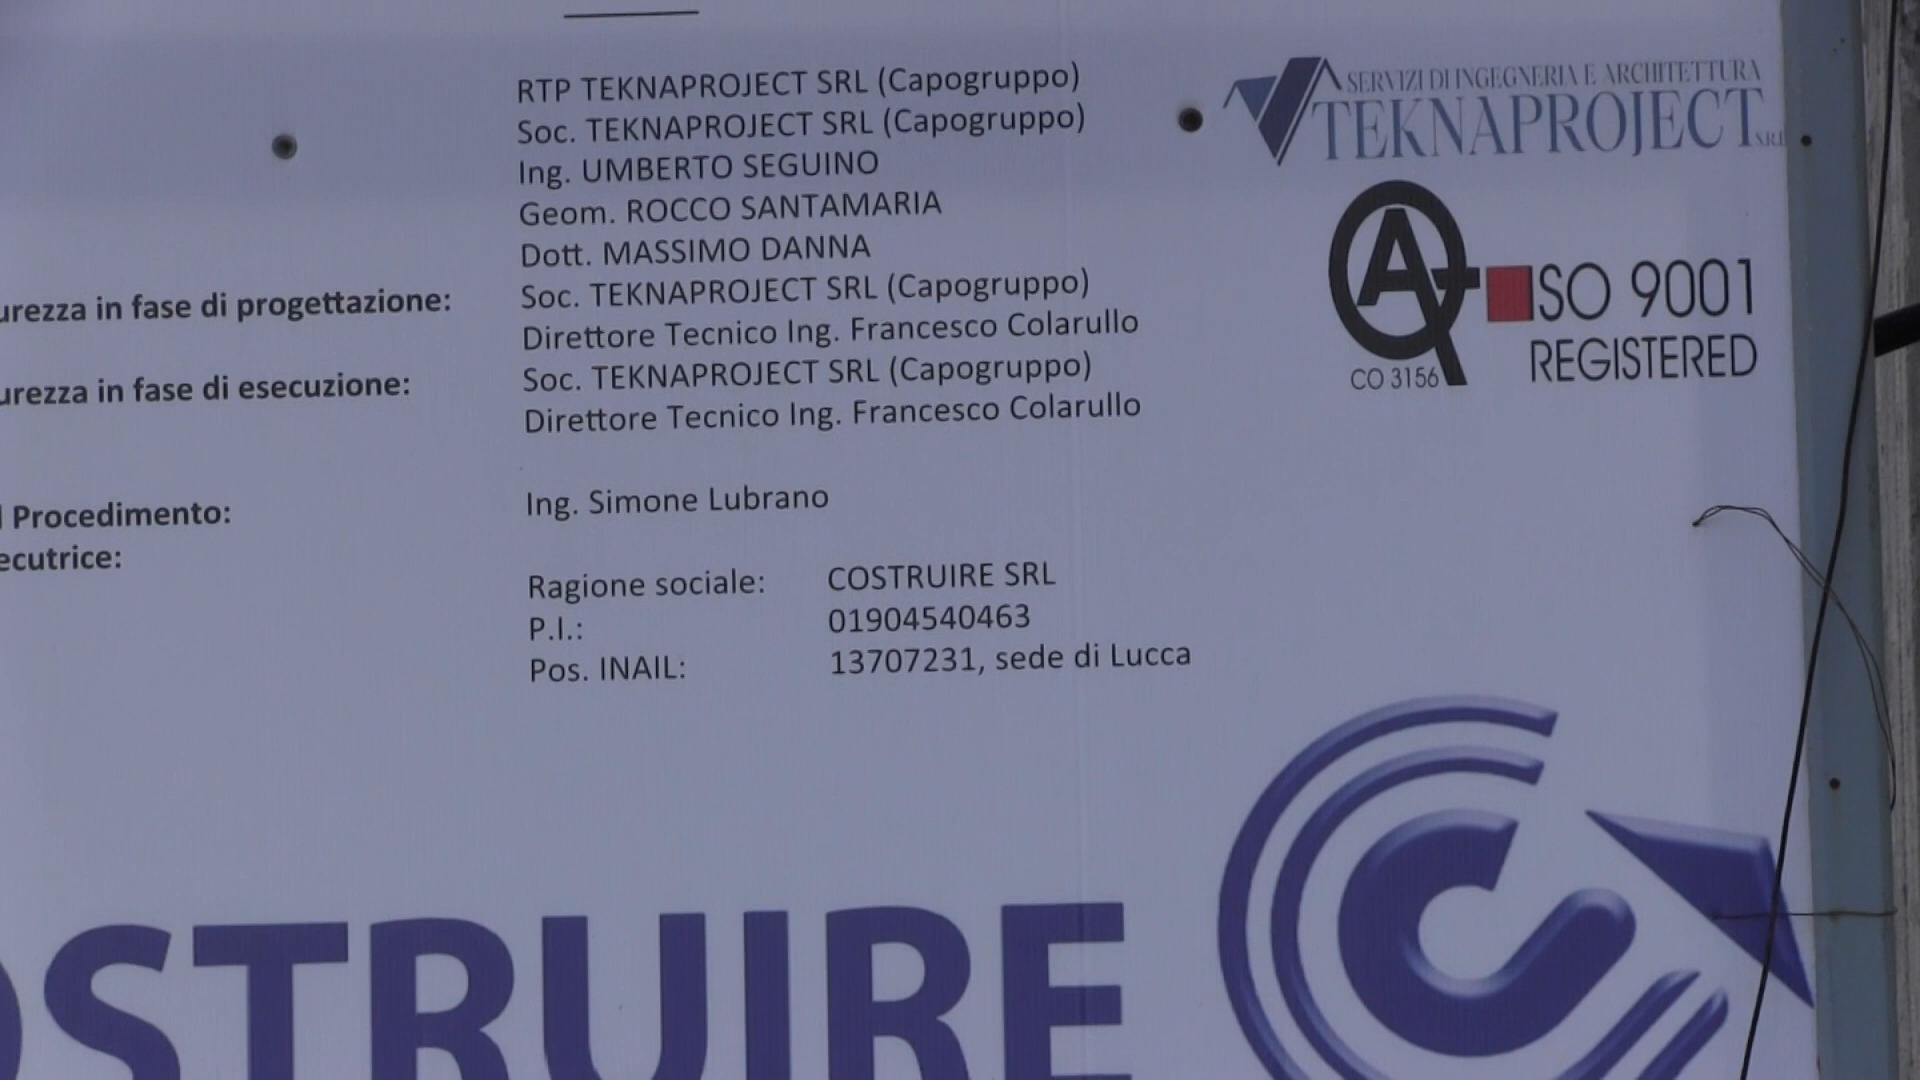 RTP TEKNAPROJECT SRL (Capogruppo)
Soc. TEKNAPROJECT SRL (Capogruppo)
Ing. UMBERTO SEGUINO
Geom. ROCCO SANTAMARIA
Dott. MASSIMO DANNA
urezza in fase di progettazione: Soc. TEKNAPROJECT SRL (Capogruppo)
Direttore Tecnico Ing. Francesco Colarullo
urezza in fase di esecuzione: Soc. TEKNAPROJECT SRL (Capogruppo)
Direttore Tecnico Ing. Francesco Colarullo
l Procedimento: Ing. Simone Lubrano
ecutrice:
Ragione sociale: COSTRUIRE SRL
P.I.: 01904540463
Pos. INAIL: 13707231, sede di Lucca
SERVIZI DI INGEGNERIA E ARCHITETTURA
TEKNAPROJECT SRL
QA ISO 9001
REGISTERED
CO 3156
OSTRUIRE